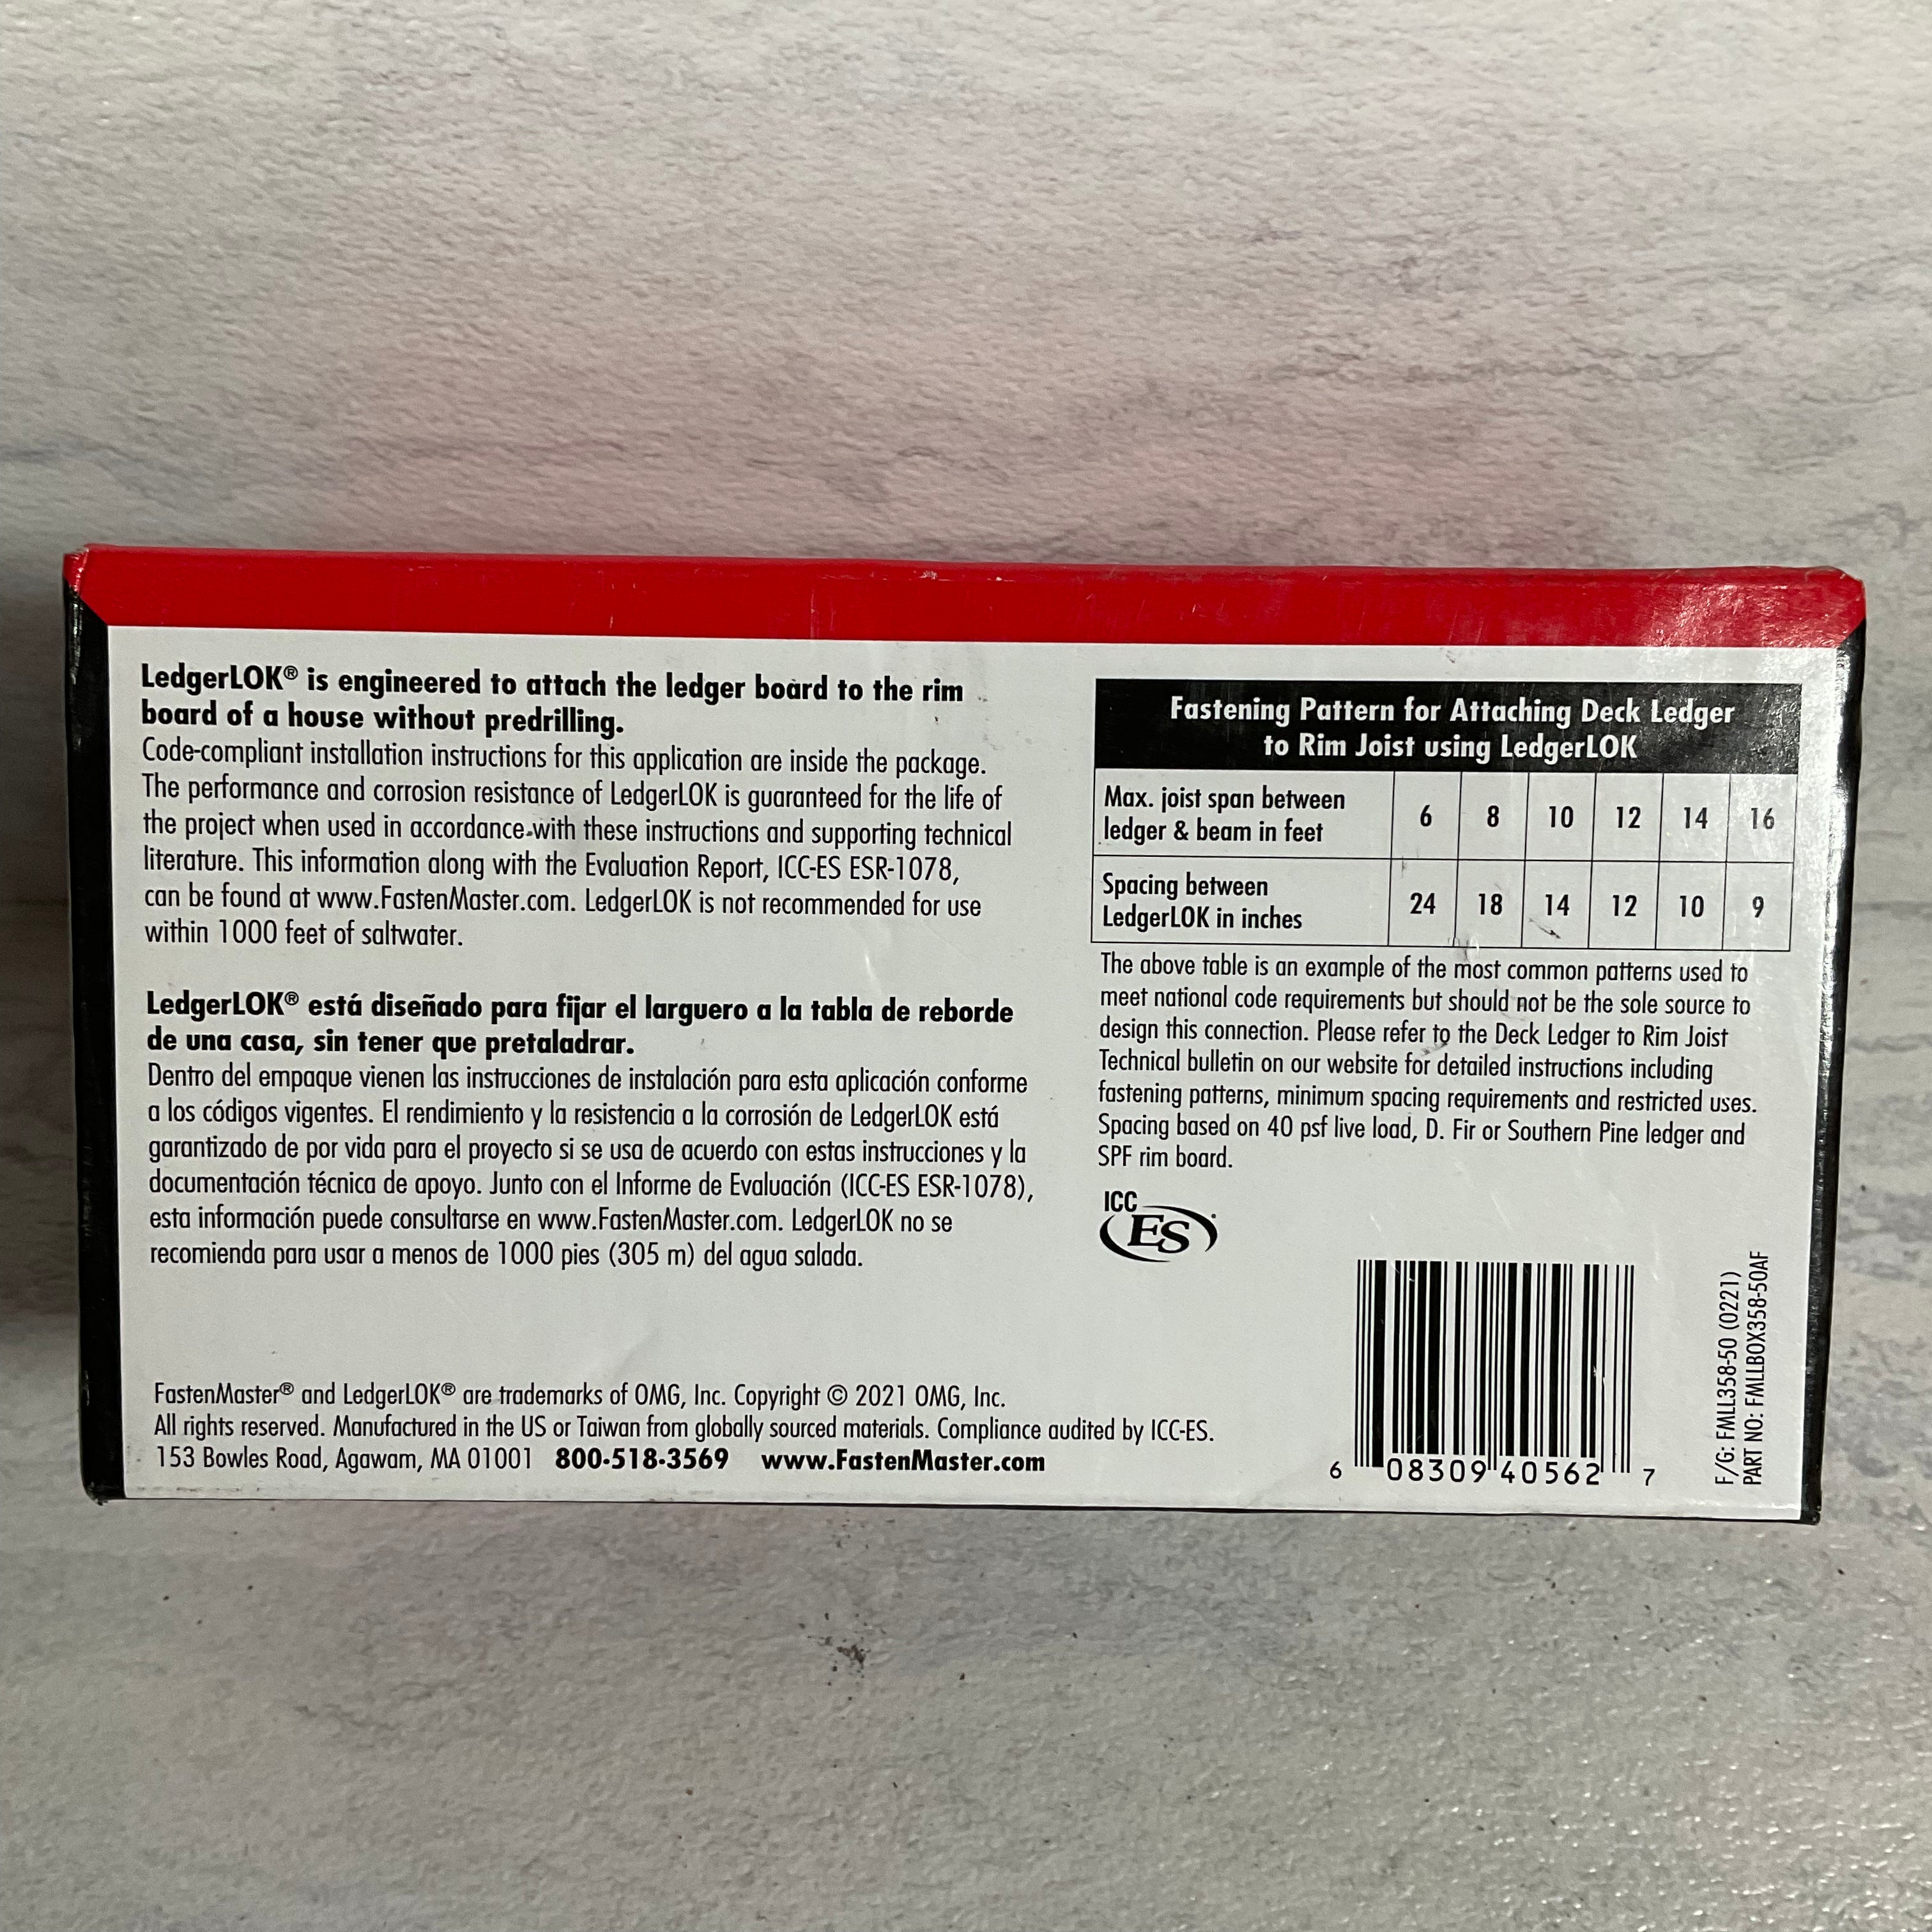 LedgerLOK® is engineered to attach the ledger board to the rim
board of a house without predrilling.
Code-compliant installation instructions for this application are inside the package.
The performance and corrosion resistance of LedgerLOK is guaranteed for the life of
the project when used in accordance with these instructions and supporting technical
literature. This information along with the Evaluation Report, ICC-ES ESR-1078,
can be found at www.FastenMaster.com. LedgerLOK is not recommended for use
within 1000 feet of saltwater.
LedgerLOK® está diseñado para fijar el larguero a la tabla de reborde
de una casa, sin tener que pretaladrar.
Dentro del empaque vienen las instrucciones de instalación para esta aplicación conforme
a los códigos vigentes. El rendimiento y la resistencia a la corrosión de LedgerLOK está
garantizado de por vida para el proyecto si se usa de acuerdo con estas instrucciones y la
documentación técnica de apoyo. Junto con el Informe de Evaluación (ICC-ES ESR-1078),
esta información puede consultarse en www.FastenMaster.com. LedgerLOK no se
recomienda para usar a menos de 1000 pies (305 m) del agua salada.
FastenMaster® and LedgerLOK® are trademarks of OMG, Inc. Copyright © 2021 OMG, Inc.
All rights reserved. Manufactured in the US or Taiwan from globally sourced materials. Compliance audited by ICC-ES.
153 Bowles Road, Agawam, MA 01001 800-518-3569 www.FastenMaster.com
Fastening Pattern for Attaching Deck Ledger
to Rim Joist using LedgerLOK
Max. joist span between
ledger & beam in feet 6 8 10 12 14 16
Spacing between
LedgerLOK in inches 24 18 14 12 10 9
The above table is an example of the most common patterns used to
meet national code requirements but should not be the sole source to
design this connection. Please refer to the Deck Ledger to Rim Joist
Technical bulletin on our website for detailed instructions including
fastening patterns, minimum spacing requirements and restricted uses.
Spacing based on 40 psf live load, D. Fir or Southern Pine ledger and
SPF rim board.
ICC
ES
6 08309 40562 7
F/G: FMLL358-50 (0221)
PART NO: FMLLBOX358-50AF